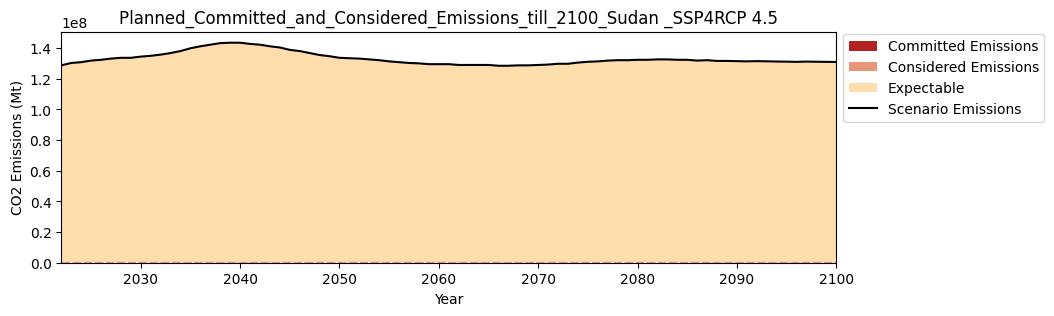 Planned_Committed_and_Considered_Emissions_till_2100_Sudan _SSP4RCP 4.5
1e8
1.4
1.2
1.0
0.8
0.6
0.4
0.2
0.0
CO2 Emissions (Mt)
2030 2040 2050 2060 2070 2080 2090 2100
Year
Committed Emissions
Considered Emissions
Expectable
Scenario Emissions